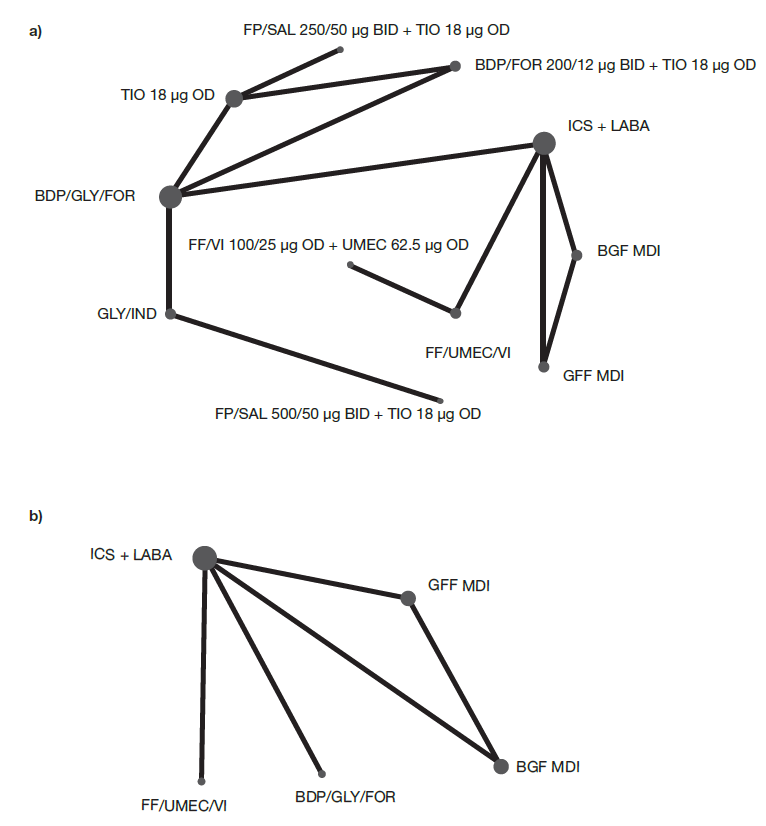 a)
FP/SAL 250/50 µg BID + TIO 18 µg OD
BDP/FOR 200/12 µg BID + TIO 18 µg OD
TIO 18 µg OD
ICS + LABA
BDP/GLY/FOR
FF/VI 100/25 µg OD + UMEC 62.5 µg OD
BGF MDI
GLY/IND
FF/UMEC/VI
GFF MDI
FP/SAL 500/50 µg BID + TIO 18 µg OD
b)
ICS + LABA
GFF MDI
BGF MDI
BDP/GLY/FOR
FF/UMEC/VI